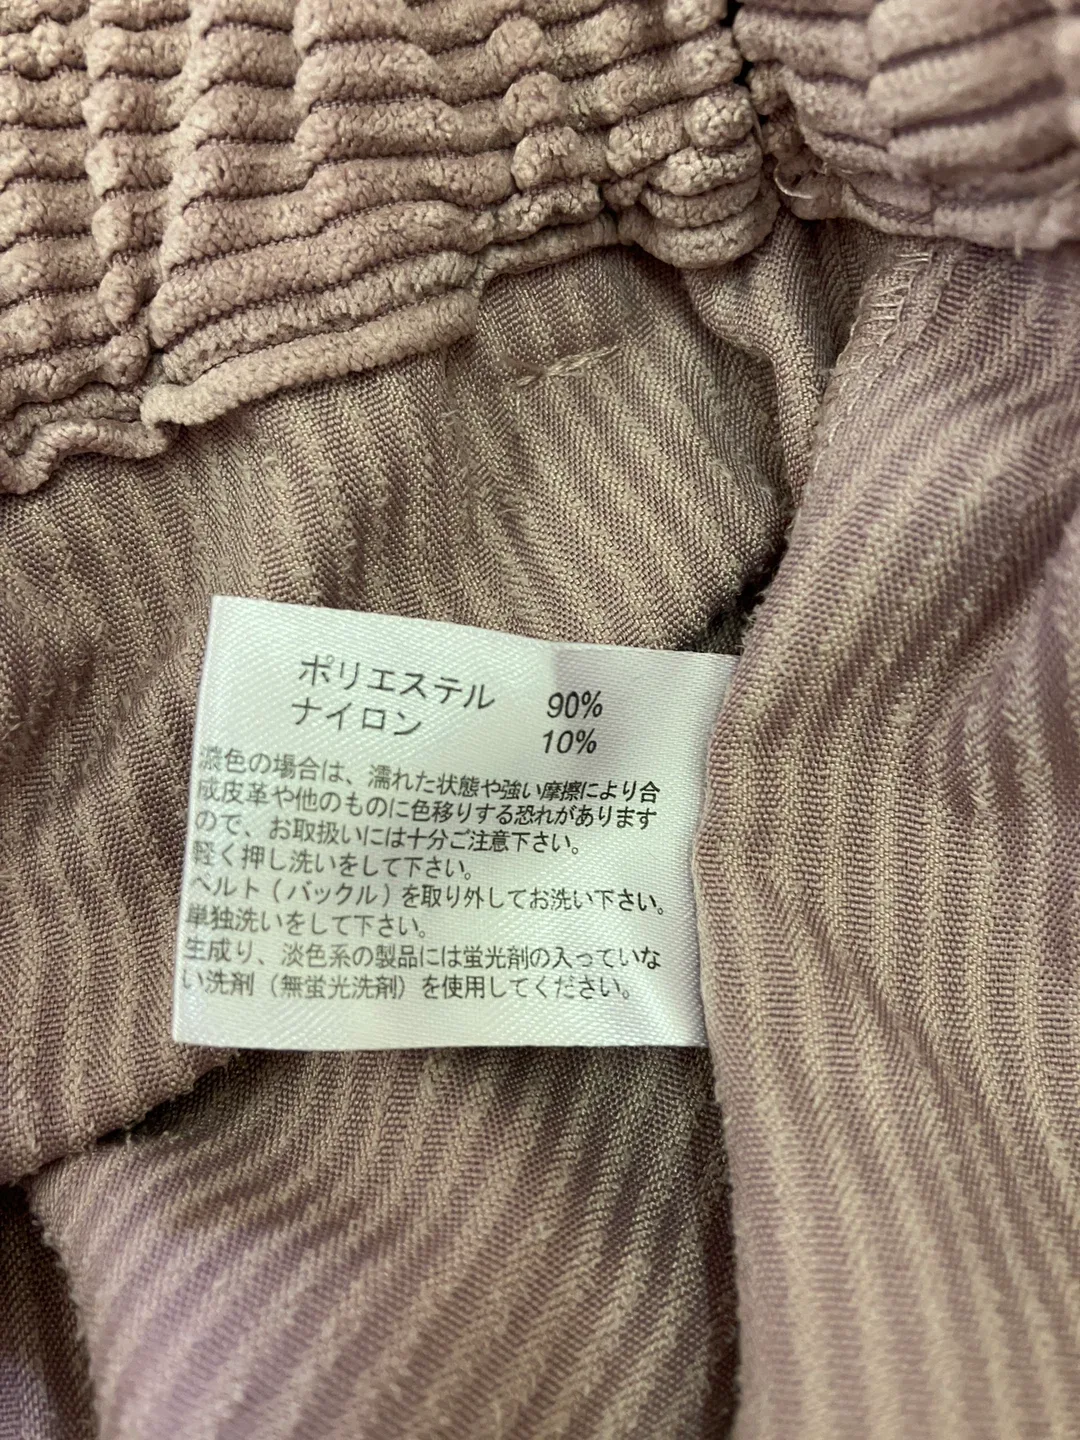 ポリエステル 90%
ナイロン 10%
濃色の場合は、濡れた状態や強い摩擦により合
成皮革や他のものに色移りする恐れがあります
ので、お取扱いには十分ご注意下さい。
軽く押し洗いをして下さい。
ベルト(バックル)を取り外してお洗い下さい。
単独洗いをして下さい。
生成り、淡色系の製品には蛍光剤の入っていな
い洗剤(無蛍光洗剤)を使用してください。